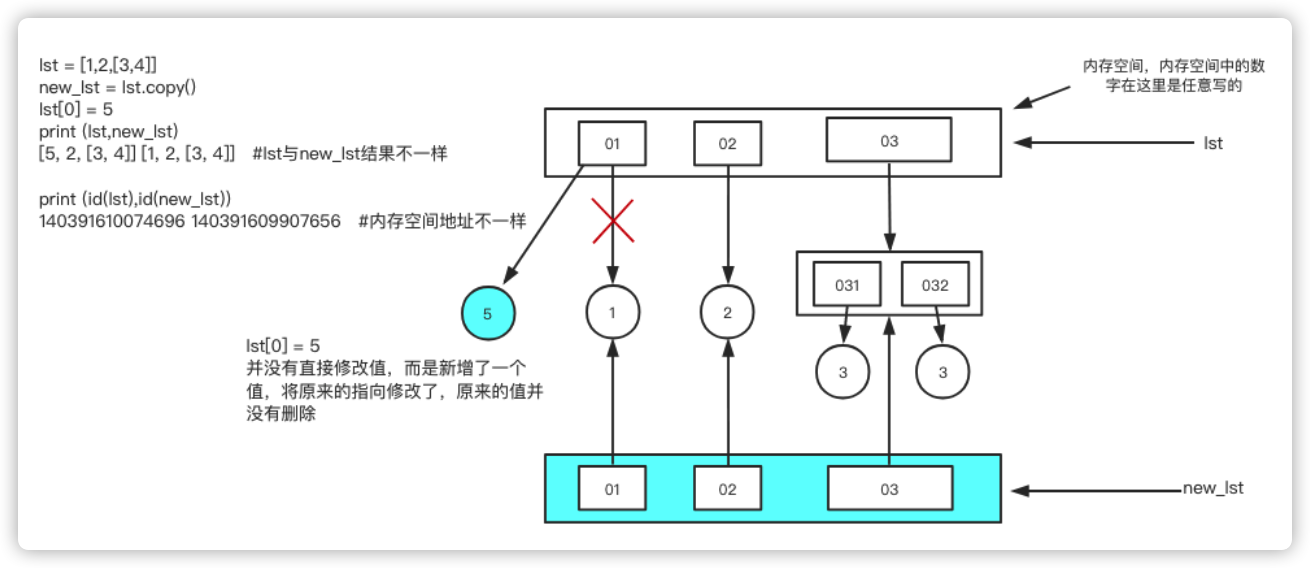 lst = [1,2,[3,4]]
new_lst = lst.copy()
lst[0] = 5
print (lst,new_lst)
[5, 2, [3, 4]] [1, 2, [3, 4]] #lst与new_lst结果不一样
print (id(lst),id(new_lst))
140391610074696 140391609907656 #内存空间地址不一样
内存空间，内存空间中的数
字在这里是任意写的
01
02
03
lst
031
032
5
1
2
3
3
lst[0] = 5
并没有直接修改值，而是新增了一个
值，将原来的指向修改了，原来的值并
没有删除
01
02
03
new_lst